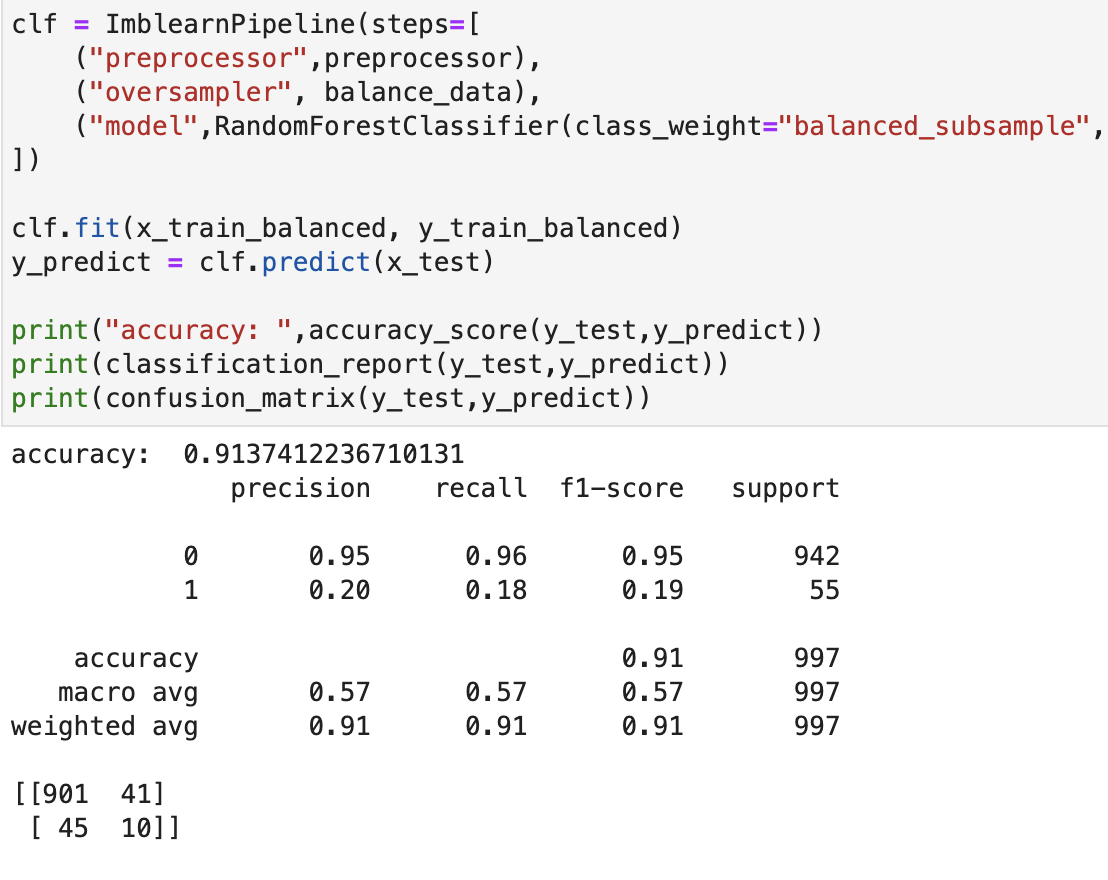 clf = ImblearnPipeline(steps=[
    ("preprocessor",preprocessor),
    ("oversampler", balance_data),
    ("model",RandomForestClassifier(class_weight="balanced_subsample",
])

clf.fit(x_train_balanced, y_train_balanced)
y_predict = clf.predict(x_test)

print("accuracy: ",accuracy_score(y_test,y_predict))
print(classification_report(y_test,y_predict))
print(confusion_matrix(y_test,y_predict))
accuracy:  0.9137412236710131
              precision    recall  f1-score   support

           0       0.95      0.96      0.95       942
           1       0.20      0.18      0.19        55

    accuracy                           0.91       997
   macro avg       0.57      0.57      0.57       997
weighted avg       0.91      0.91      0.91       997

[[901  41]
 [ 45  10]]